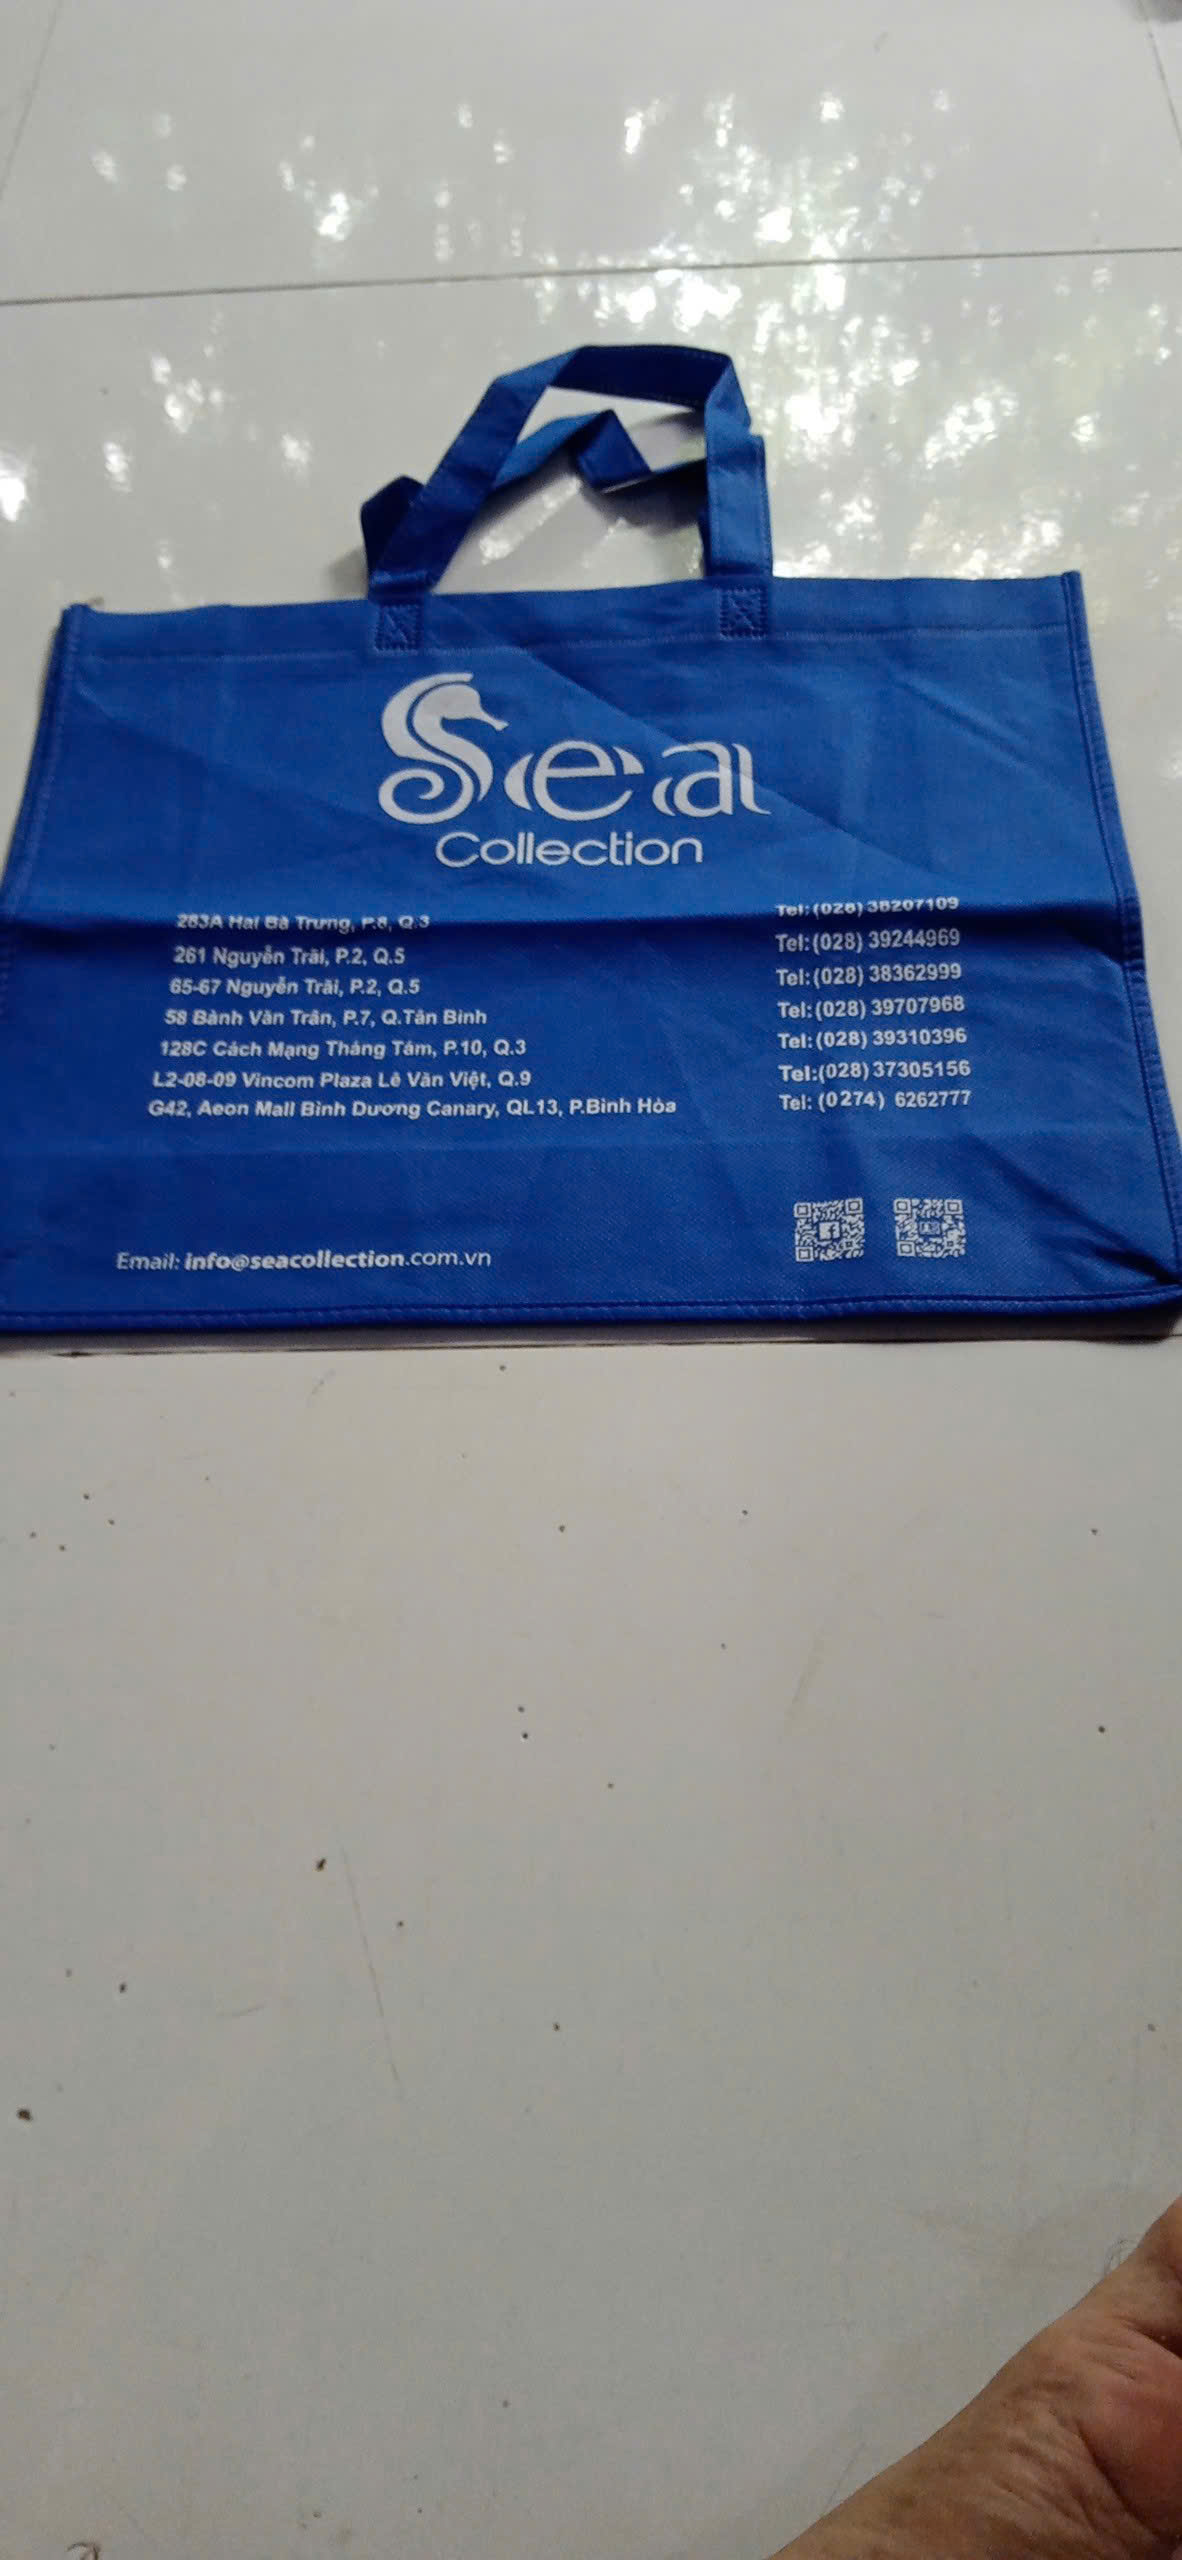 Sea
Collection
283A Hai Bà Trưng, P.8, Q.3 Tel: (028) 38207109
261 Nguyễn Trãi, P.2, Q.5 Tel: (028) 39244969
65-67 Nguyễn Trãi, P.2, Q.5 Tel: (028) 38362999
58 Bành Văn Trân, P.7, Q.Tân Bình Tel: (028) 39707968
128C Cách Mạng Tháng Tám, P.10, Q.3 Tel: (028) 39310396
L2-08-09 Vincom Plaza Lê Văn Việt, Q.9 Tel:(028) 37305156
G42, Aeon Mall Bình Dương Canary, QL13, P.Bình Hòa Tel: (0274) 6262777
Email: info@seacollection.com.vn